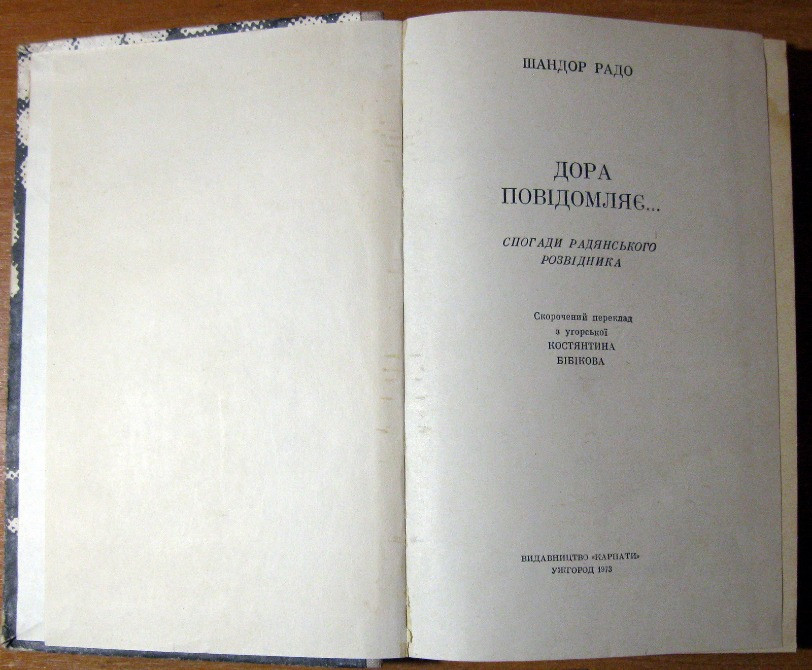 ШАНДОР РАДО
ДОРА
ПОВІДОМЛЯЄ...
СПОГАДИ РАДЯНСЬКОГО
РОЗВІДНИКА
Скорочений переклад
з угорської
КОСТЯНТИНА
БІБІКОВА
ВИДАВНИЦТВО «КАРПАТИ»
УЖГОРОД 1973